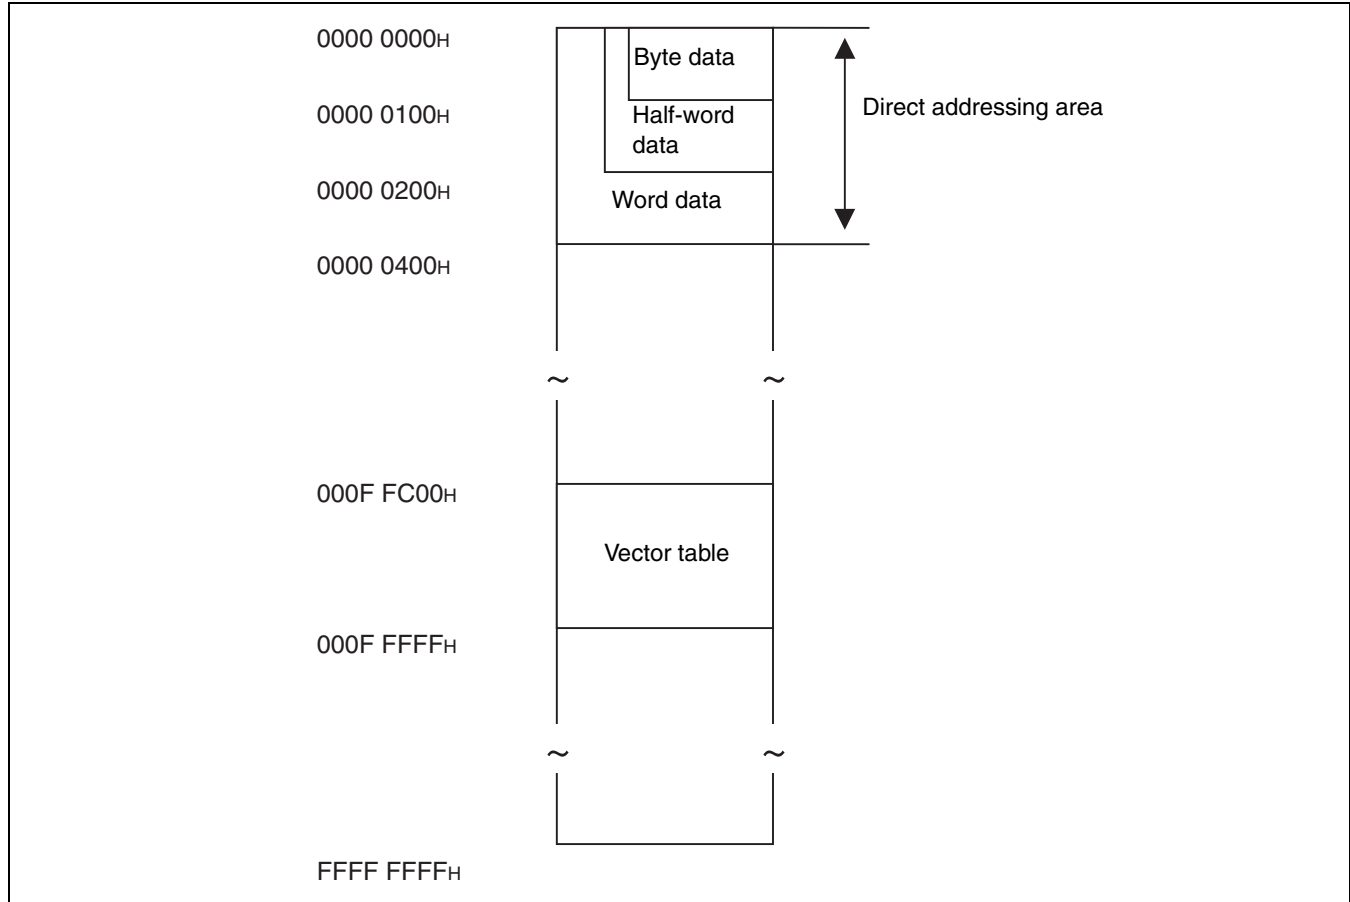 0000 0000H
Byte data
Direct addressing area
0000 0100H
Half-word
data
0000 0200H
Word data
0000 0400H
~ ~
000F FC00H
Vector table
000F FFFFH
~ ~
FFFF FFFFH